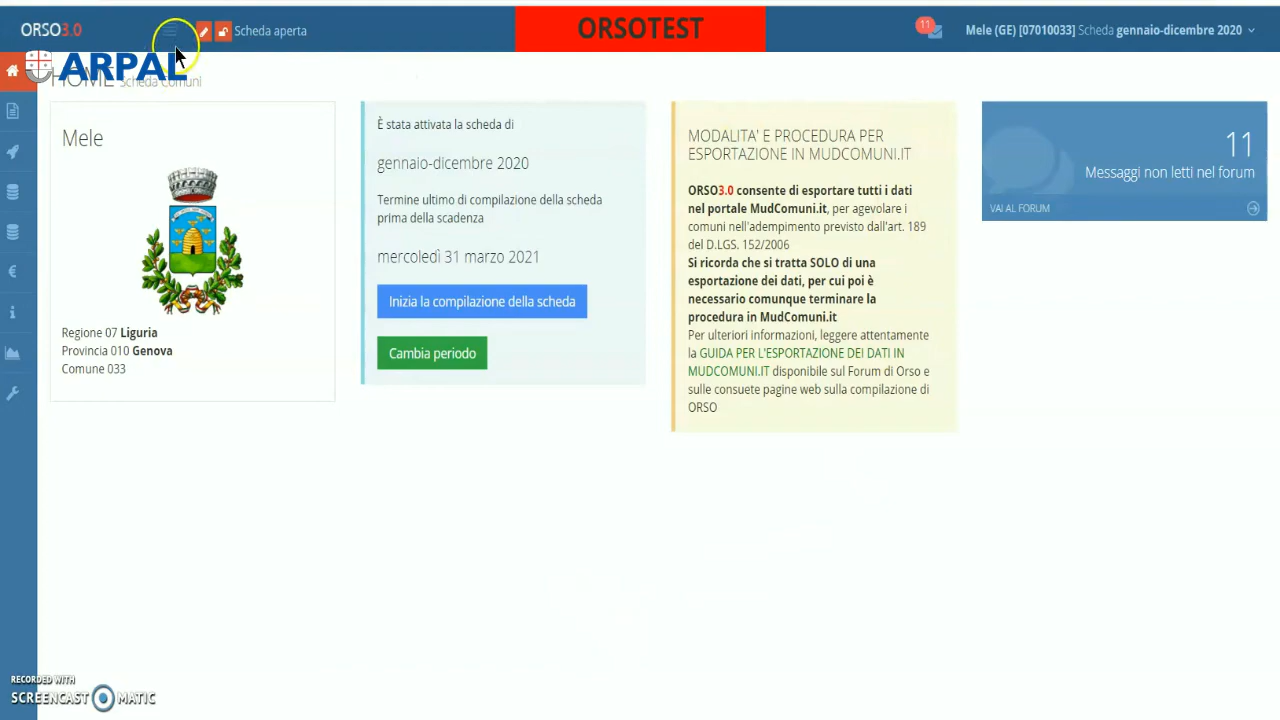 ORSO3.0
Scheda aperta
ORSOTEST
11
Mele (GE) [07010033] Scheda gennaio-dicembre 2020
ARPAL
HOME Scheda Comuni
Mele
Regione 07 Liguria
Provincia 010 Genova
Comune 033
È stata attivata la scheda di
gennaio-dicembre 2020
Termine ultimo di compilazione della scheda
prima della scadenza
mercoledì 31 marzo 2021
Inizia la compilazione della scheda
Cambia periodo
MODALITA' E PROCEDURA PER
ESPORTAZIONE IN MUDCOMUNI.IT
ORSO3.0 consente di esportare tutti i dati
nel portale MudComuni.it, per agevolare i
comuni nell'adempimento previsto dall'art. 189
del D.LGS. 152/2006
Si ricorda che si tratta SOLO di una
esportazione dei dati, per cui poi è
necessario comunque terminare la
procedura in MudComuni.it
Per ulteriori informazioni, leggere attentamente
la GUIDA PER L'ESPORTAZIONE DEI DATI IN
MUDCOMUNI.IT disponibile sul Forum di Orso e
sulle consuete pagine web sulla compilazione di
ORSO
11
Messaggi non letti nel forum
VAI AL FORUM
RECORDED WITH
SCREENCAST MATIC